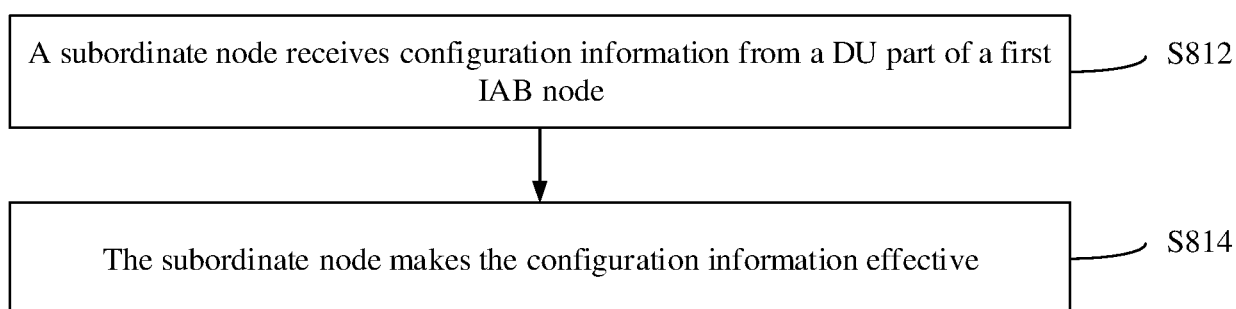 A subordinate node receives configuration information from a DU part of a first
IAB node
S812
The subordinate node makes the configuration information effective
S814